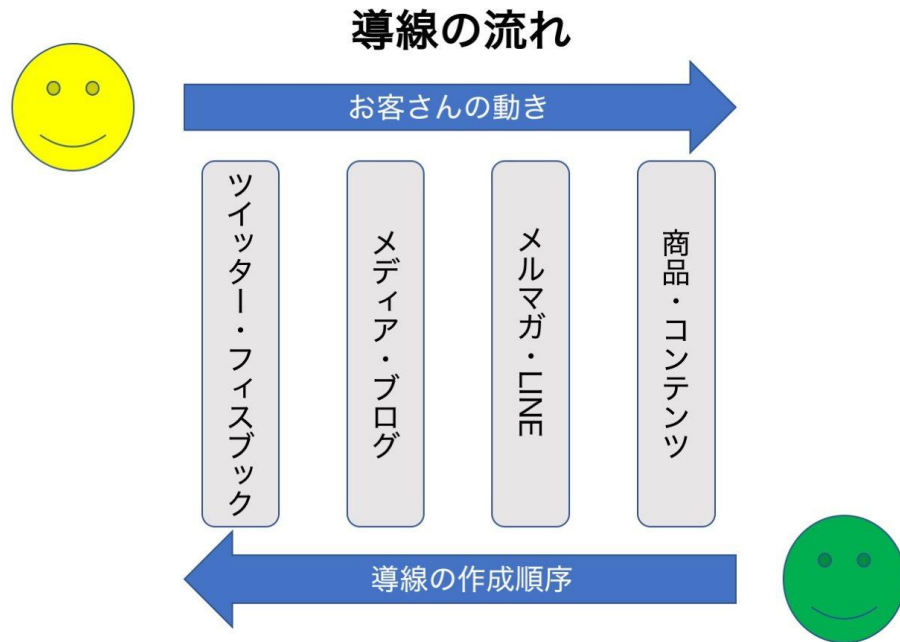 導線の流れ
お客さんの動き
ツイッター・フィスブック
メディア・ブログ
メルマガ・LINE
商品・コンテンツ
導線の作成順序